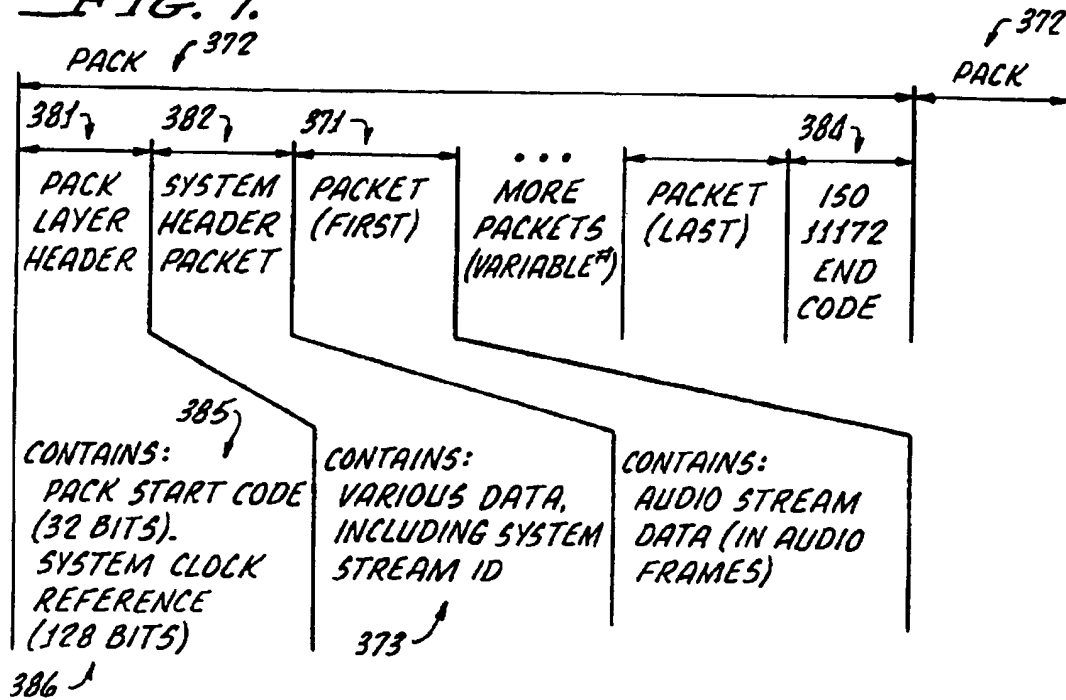 FIG. 7.
PACK 372
372
PACK
381 382 371 384
PACK LAYER HEADER
SYSTEM HEADER PACKET
PACKET (FIRST)
... MORE PACKETS (VARIABLE#)
PACKET (LAST)
ISO 11172 END CODE
385
CONTAINS:
PACK START CODE
(32 BITS).
SYSTEM CLOCK
REFERENCE
(128 BITS)
386
CONTAINS:
VARIOUS DATA,
INCLUDING SYSTEM
STREAM ID
373
CONTAINS:
AUDIO STREAM
DATA (IN AUDIO
FRAMES)